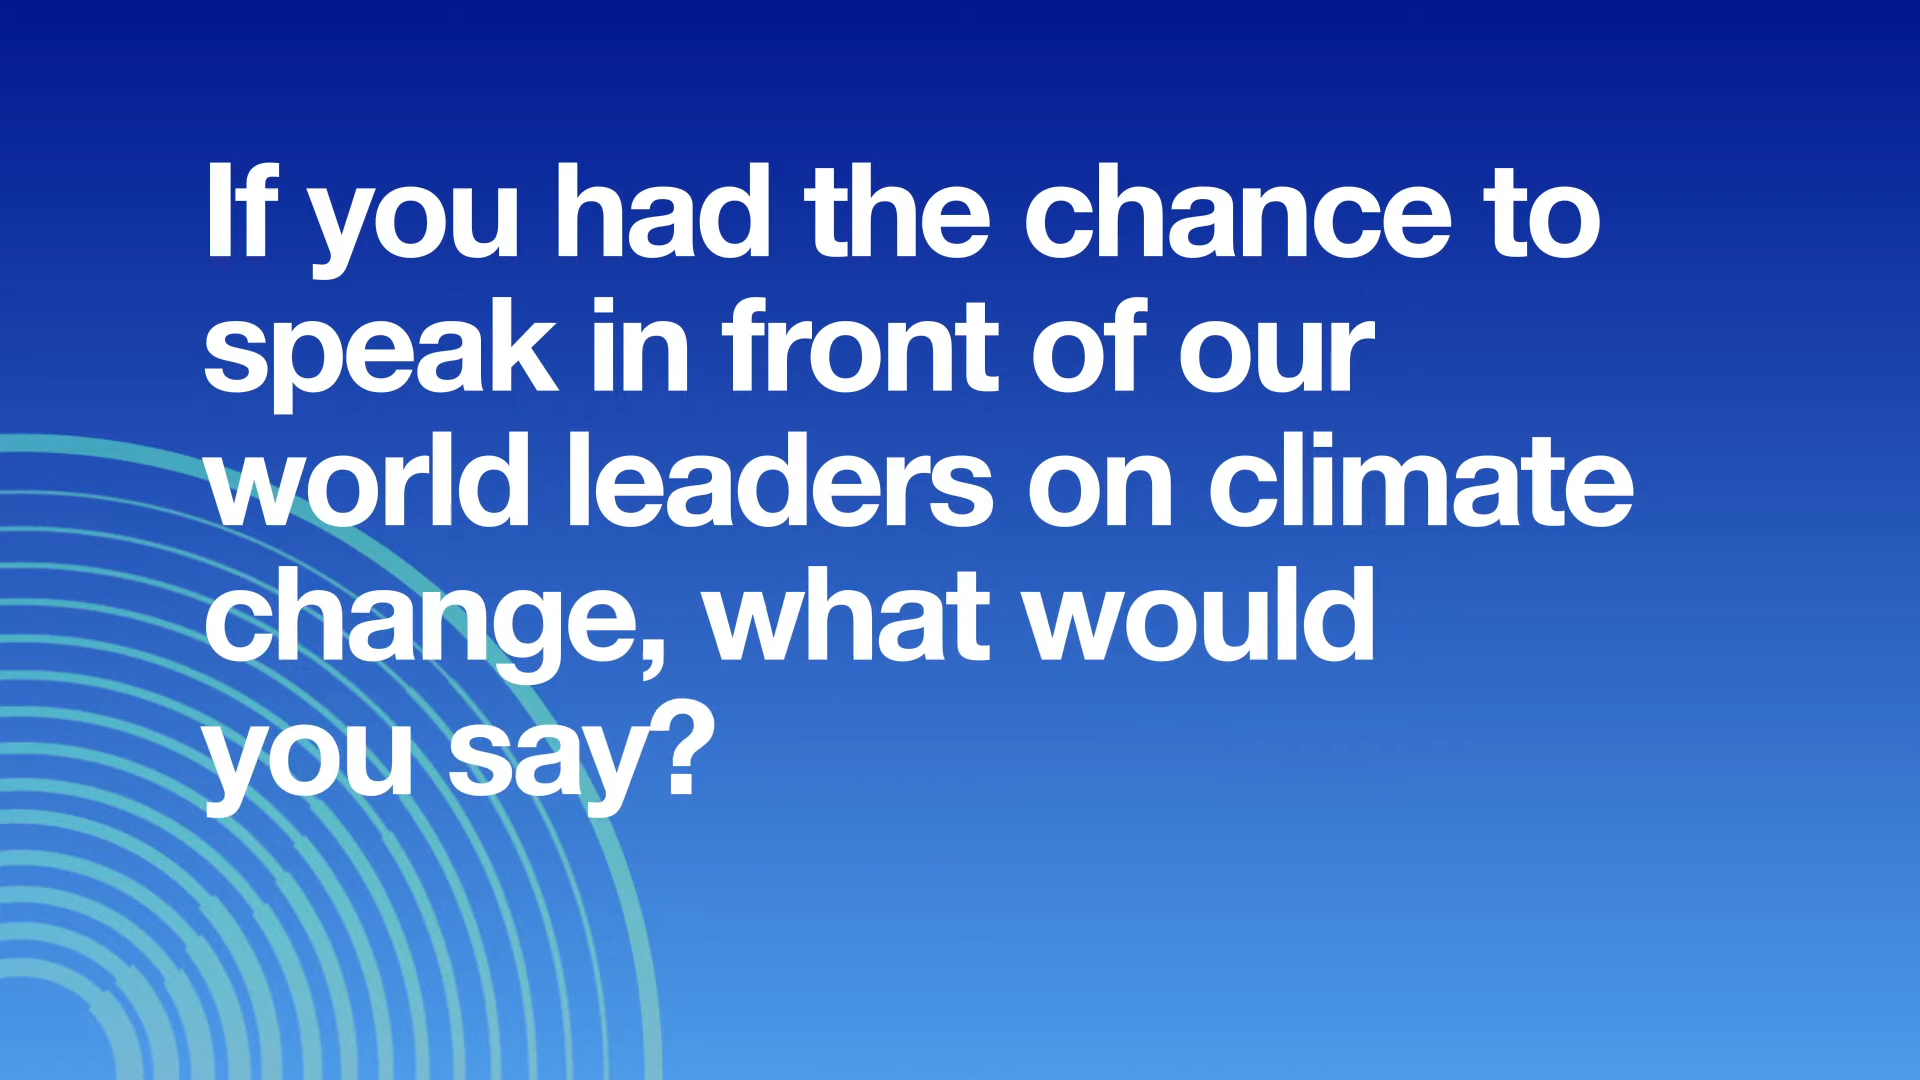 If you had the chance to
speak in front of our
world leaders on climate
change, what would
you say?